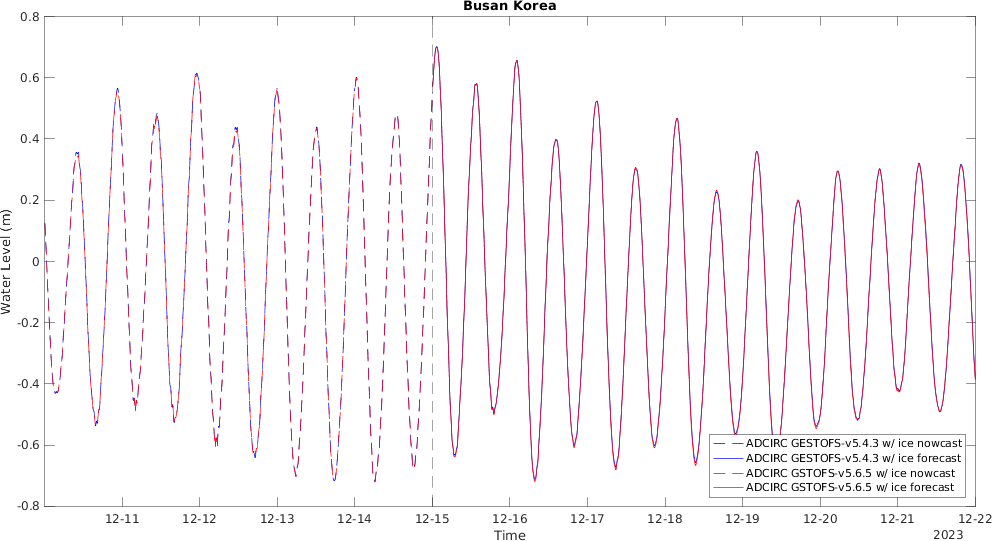 Busan Korea
Water Level (m)
0.8
0.6
0.4
0.2
0
-0.2
-0.4
-0.6
-0.8
ADCIRC GESTOFS-v5.4.3 w/ ice nowcast
ADCIRC GESTOFS-v5.4.3 w/ ice forecast
ADCIRC GSTOFS-v5.6.5 w/ ice nowcast
ADCIRC GSTOFS-v5.6.5 w/ ice forecast
12-11 12-12 12-13 12-14 12-15 12-16 12-17 12-18 12-19 12-20 12-21 12-22
Time
2023